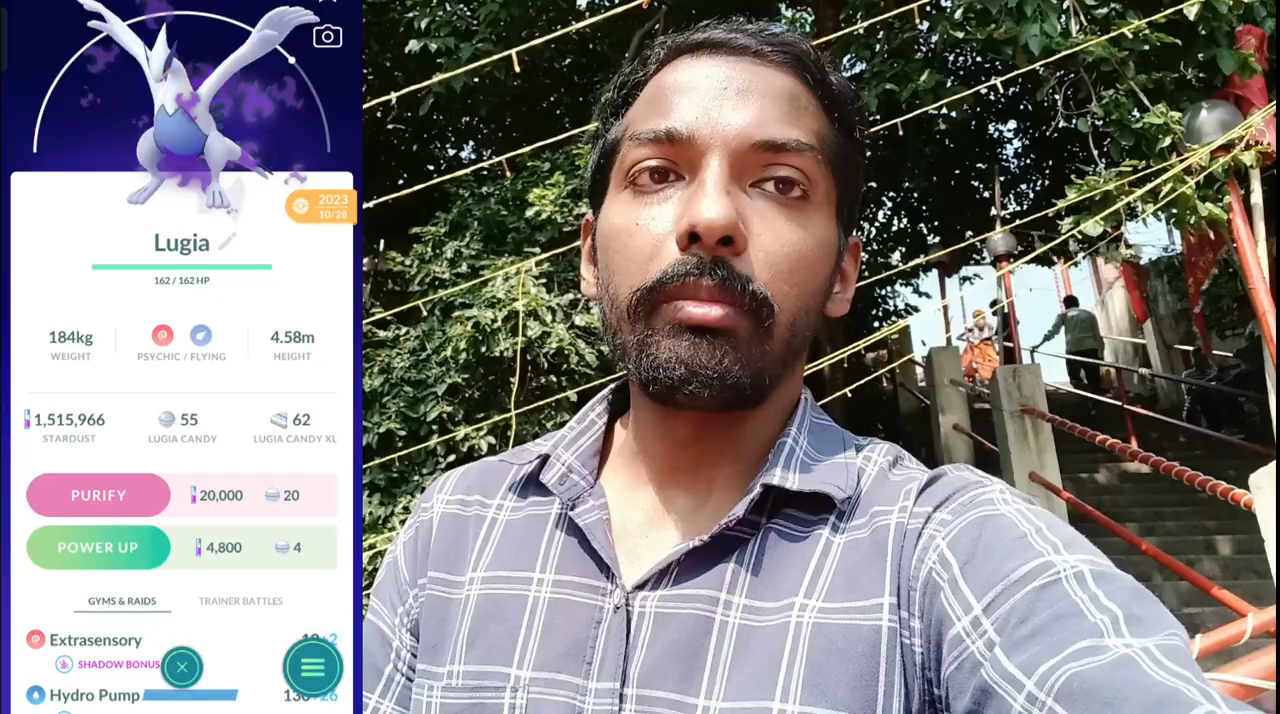 2023
10/28
Lugia
162 / 162 HP
184kg
WEIGHT
PSYCHIC / FLYING
4.58m
HEIGHT
1,515,966
STARDUST
55
LUGIA CANDY
62
LUGIA CANDY XL
PURIFY
20,000
20
POWER UP
4,800
4
GYMS & RAIDS
TRAINER BATTLES
Extrasensory
SHADOW BONUS
Hydro Pump